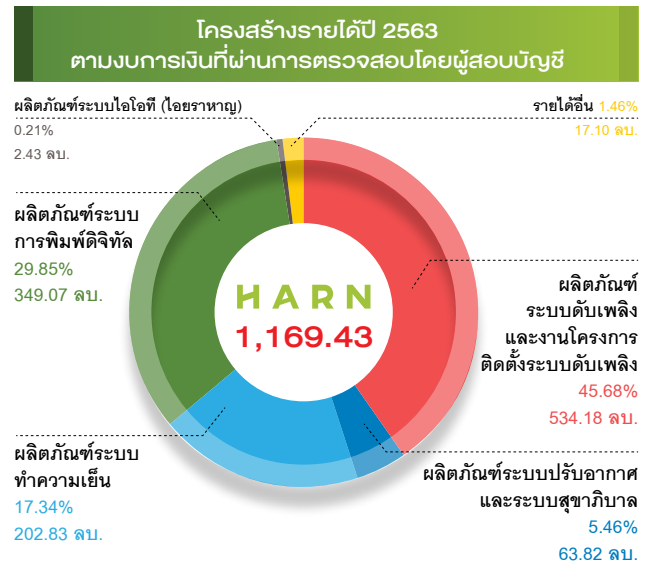 โครงสร้างรายได้ปี 2563
ตามงบการเงินที่ผ่านการตรวจสอบโดยผู้สอบบัญชี
ผลิตภัณฑ์ระบบไอโอที (ไอยราหาญ)
0.21%
2.43 ลบ.
รายได้อื่น 1.46%
17.10 ลบ.
ผลิตภัณฑ์ระบบ
การพิมพ์ดิจิทัล
29.85%
349.07 ลบ.
HARN
1,169.43
ผลิตภัณฑ์
ระบบดับเพลิง
และงานโครงการ
ติดตั้งระบบดับเพลิง
45.68%
534.18 ลบ.
ผลิตภัณฑ์ระบบ
ทำความเย็น
17.34%
202.83 ลบ.
ผลิตภัณฑ์ระบบปรับอากาศ
และระบบสุขาภิบาล
5.46%
63.82 ลบ.